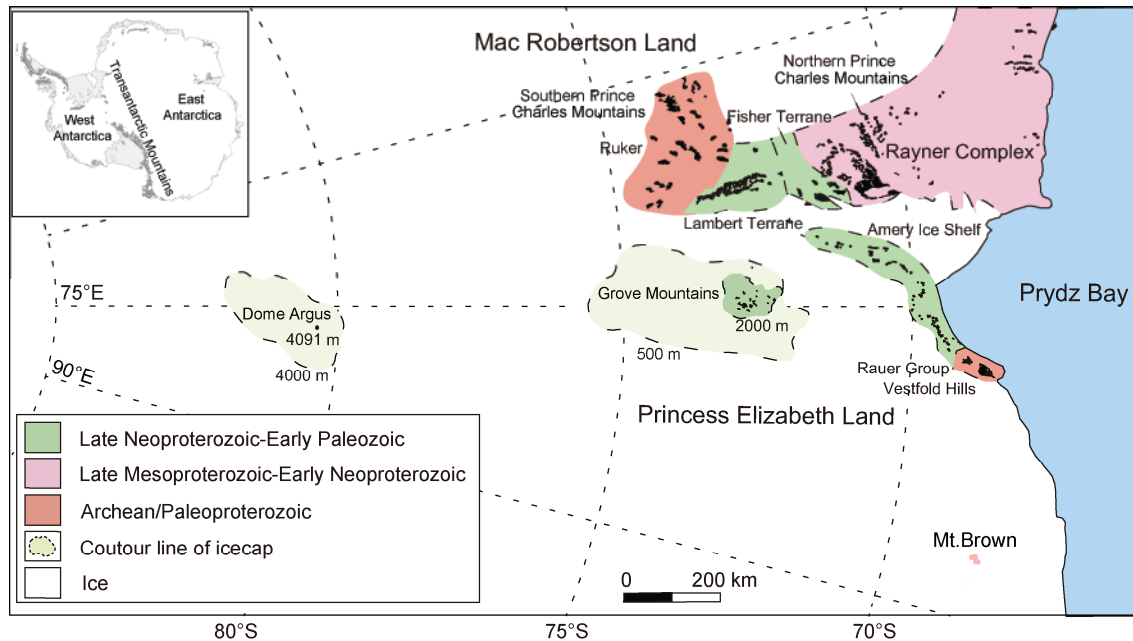 Mac Robertson Land
Northern Prince
Charles Mountains
Transantarctic Mountains
East
Antarctica
West
Antarctica
Southern Prince
Charles Mountains
Fisher Terrane
Ruker
Rayner Complex
Lambert Terrane
Amery Ice Shelf
75°E
Grove Mountains
Prydz Bay
Dome Argus
4091 m
2000 m
500 m
4000 m
90°E
Rauer Group
Vestfold Hills
Princess Elizabeth Land
Late Neoproterozoic-Early Paleozoic
Late Mesoproterozoic-Early Neoproterozoic
Archean/Paleoproterozoic
Coutour line of icecap
Ice
Mt.Brown
0 200 km
80°S
75°S
70°S